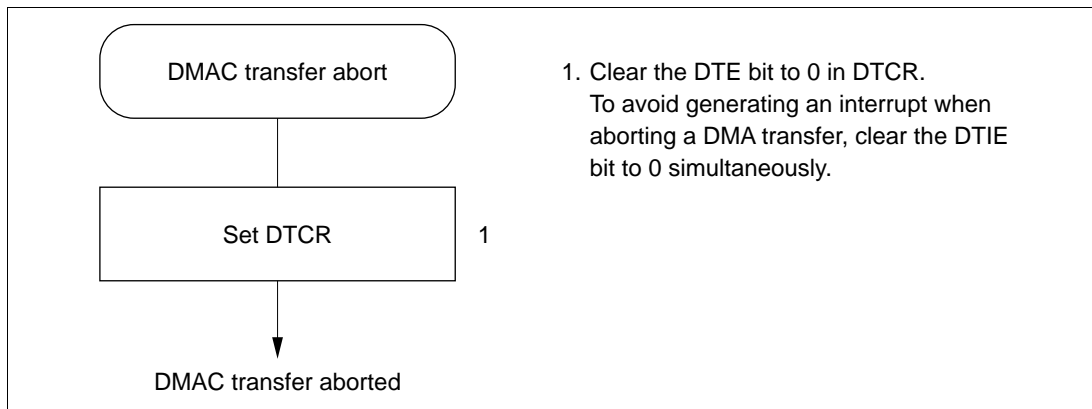 DMAC transfer abort
Set DTCR
1
DMAC transfer aborted
1. Clear the DTE bit to 0 in DTCR.
To avoid generating an interrupt when
aborting a DMA transfer, clear the DTIE
bit to 0 simultaneously.